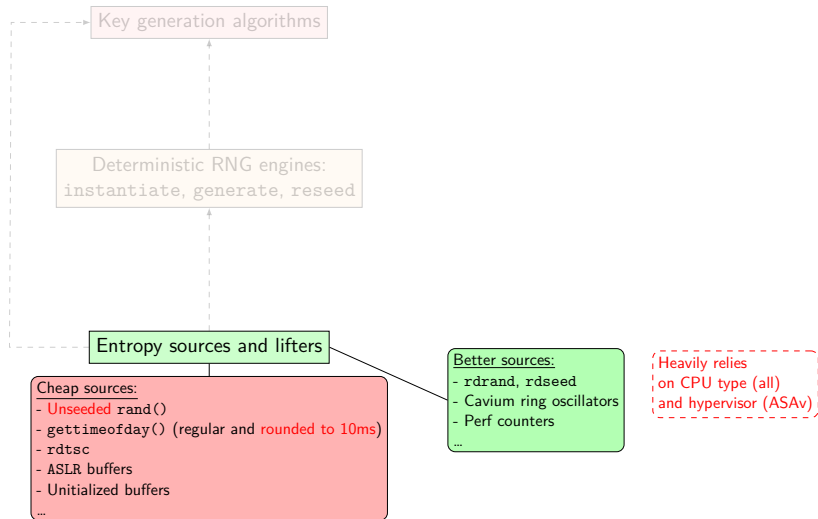 Key generation algorithms
Deterministic RNG engines:
instantiate, generate, reseed
Entropy sources and lifters
Cheap sources:
- Unseeded rand()
- gettimeofday() (regular and rounded to 10ms)
- rdtsc
- ASLR buffers
- Unitialized buffers
...
Better sources:
- rdrand, rdseed
- Cavium ring oscillators
- Perf counters
...
Heavily relies
on CPU type (all)
and hypervisor (ASAv)